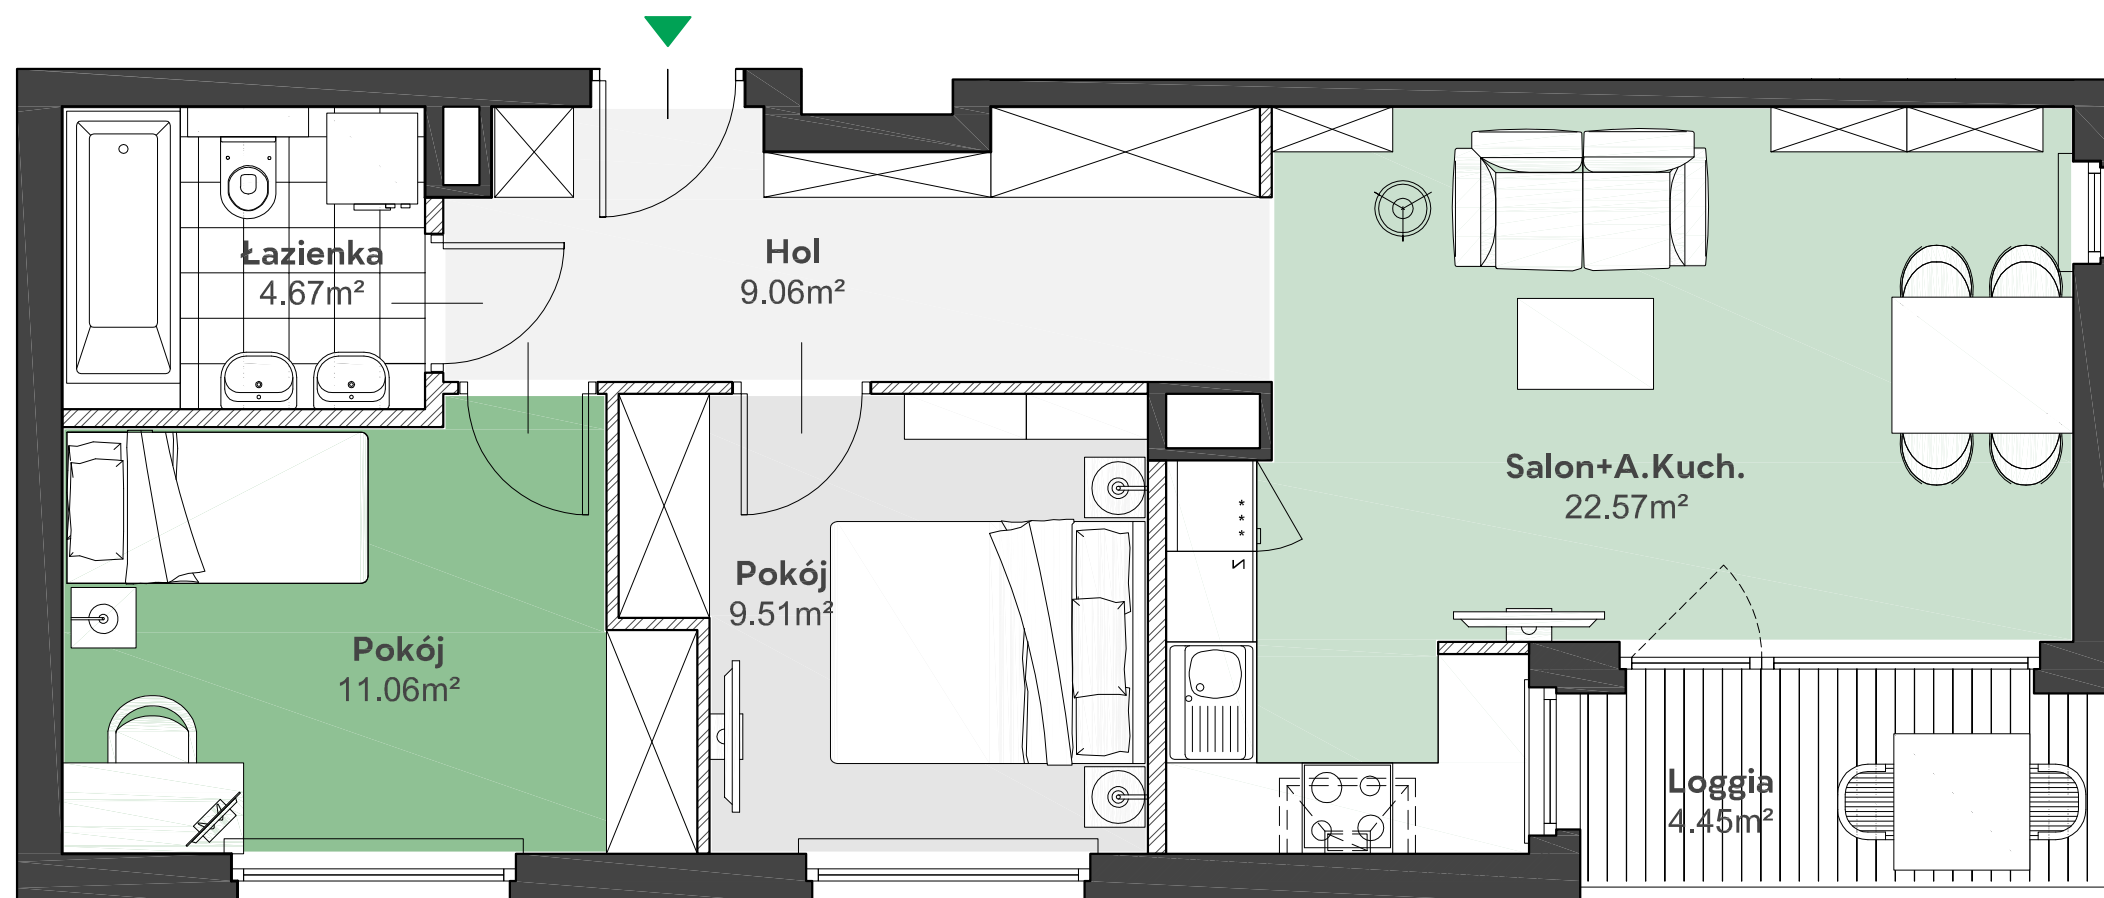 Łazienka
4.67m²
Hol
9.06m²
Salon+A.Kuch.
22.57m²
Pokój
9.51m²
Pokój
11.06m²
Loggia
4.45m²